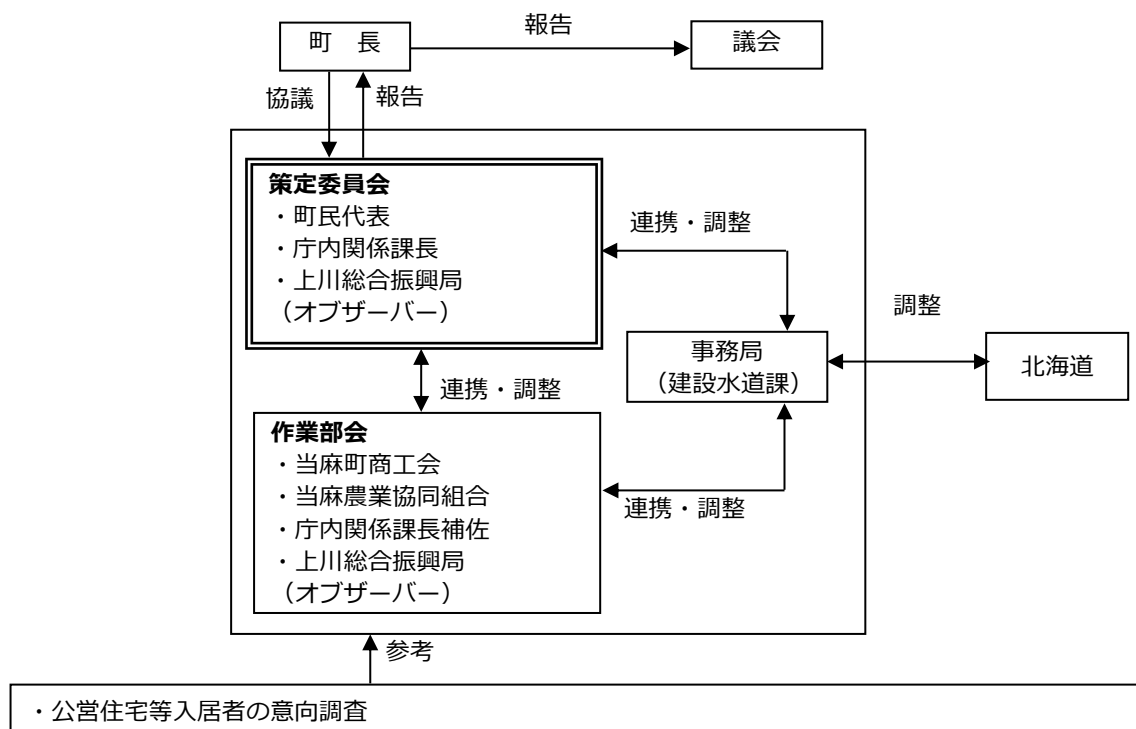 報告
町　長
議会
協議
報告
策定委員会
・町民代表
・庁内関係課長
・上川総合振興局
（オブザーバー）
連携・調整
調整
事務局
（建設水道課）
北海道
連携・調整
作業部会
・当麻町商工会
・当麻農業協同組合
・庁内関係課長補佐
・上川総合振興局
（オブザーバー）
連携・調整
参考
・公営住宅等入居者の意向調査